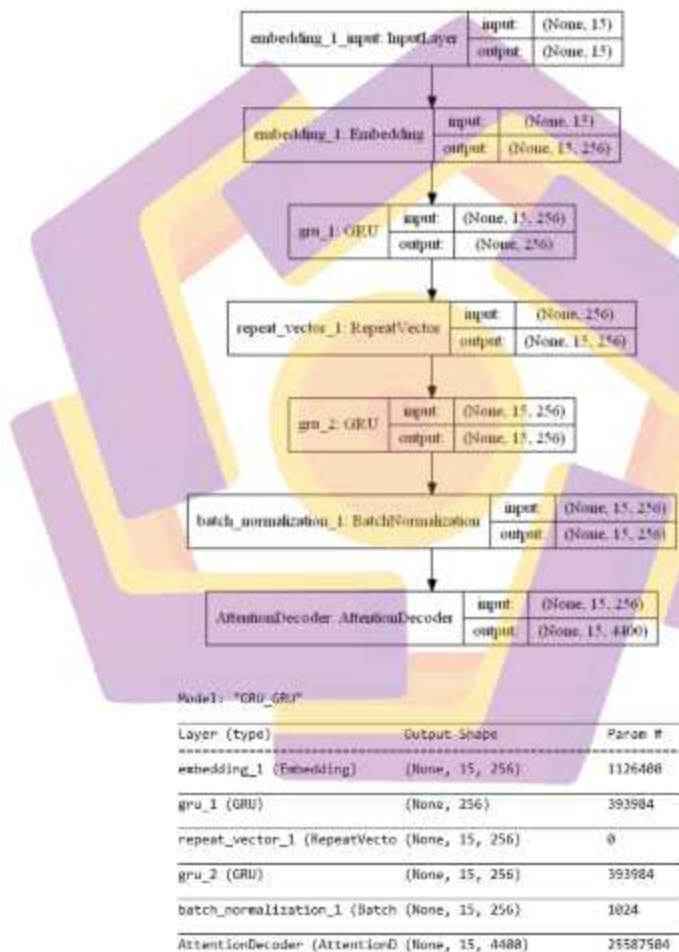 embedding_1_input: InputLayer input: (None, 15)
output: (None, 15)
embedding_1: Embedding input: (None, 15)
output: (None, 15, 256)
gru_1: GRU input: (None, 15, 256)
output: (None, 256)
repeat_vector_1: RepeatVector input: (None, 256)
output: (None, 15, 256)
gru_2: GRU input: (None, 15, 256)
output: (None, 15, 256)
batch_normalization_1: BatchNormalization input: (None, 15, 256)
output: (None, 15, 256)
AttentionDecoder: AttentionDecoder input: (None, 15, 256)
output: (None, 15, 4400)
Model: "GRU_GRU"
Layer (type) Output Shape Param #
embedding_1 (Embedding) (None, 15, 256) 1126400
gru_1 (GRU) (None, 256) 393984
repeat_vector_1 (RepeatVecto (None, 15, 256) 0
gru_2 (GRU) (None, 15, 256) 393984
batch_normalization_1 (Batch (None, 15, 256) 1024
AttentionDecoder (AttentionD (None, 15, 4400) 25587504